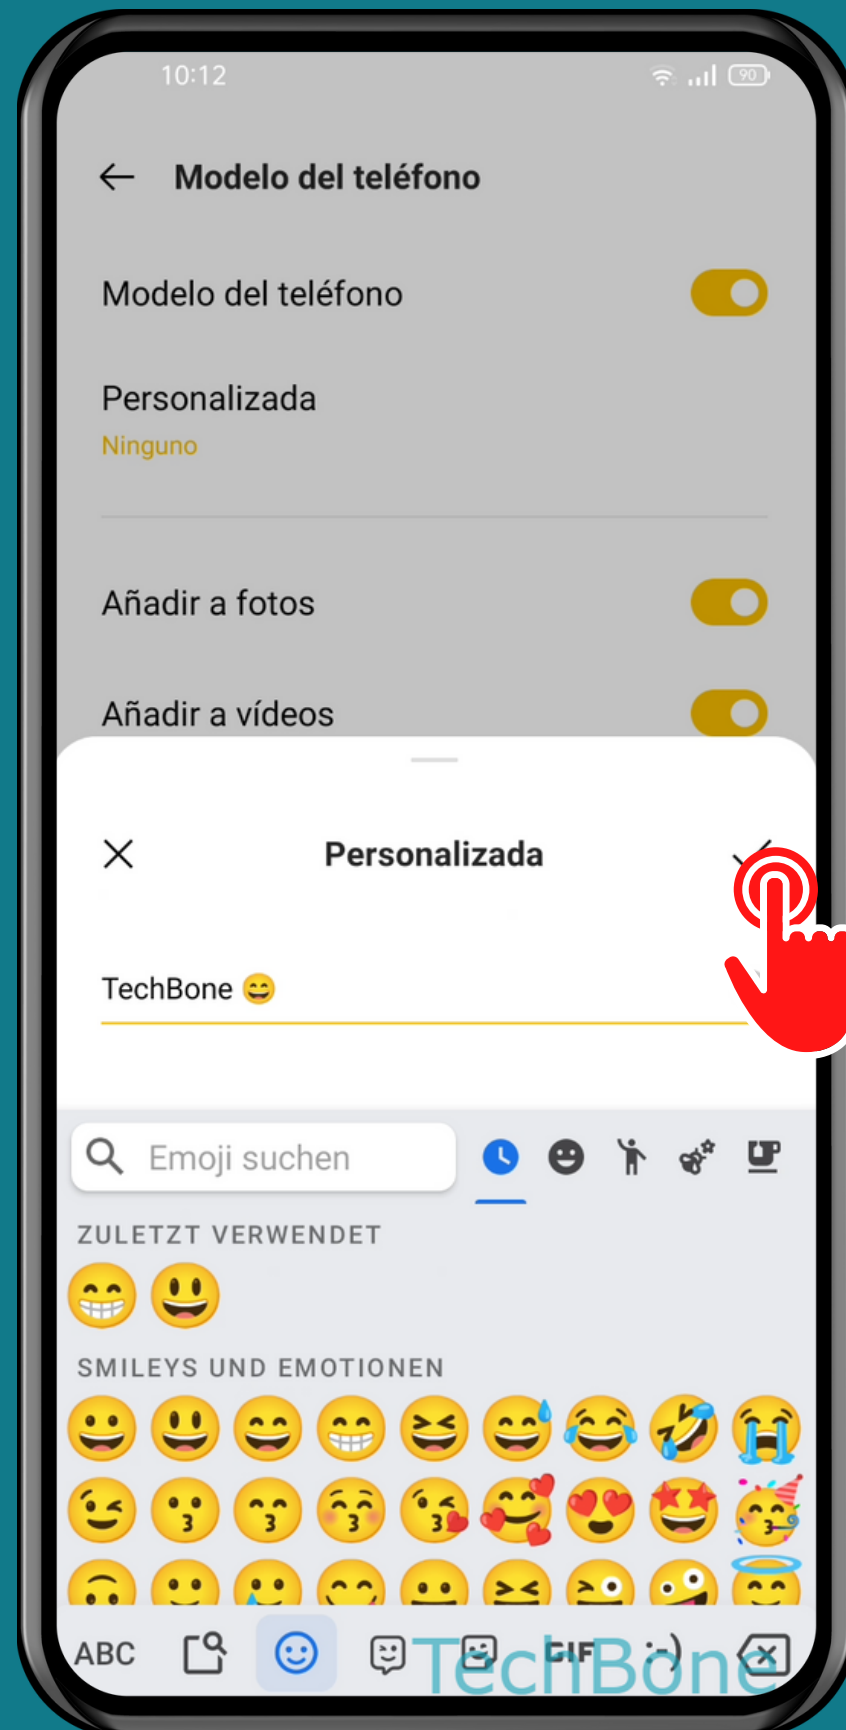 10:12
90
Modelo del teléfono
Modelo del teléfono
Personalizada
Ninguno
Añadir a fotos
Añadir a vídeos
Personalizada
TechBone 😄
Emoji suchen
ZULETZT VERWENDET
SMILEYS UND EMOTIONEN
ABC
GIF
:-)
TechBone